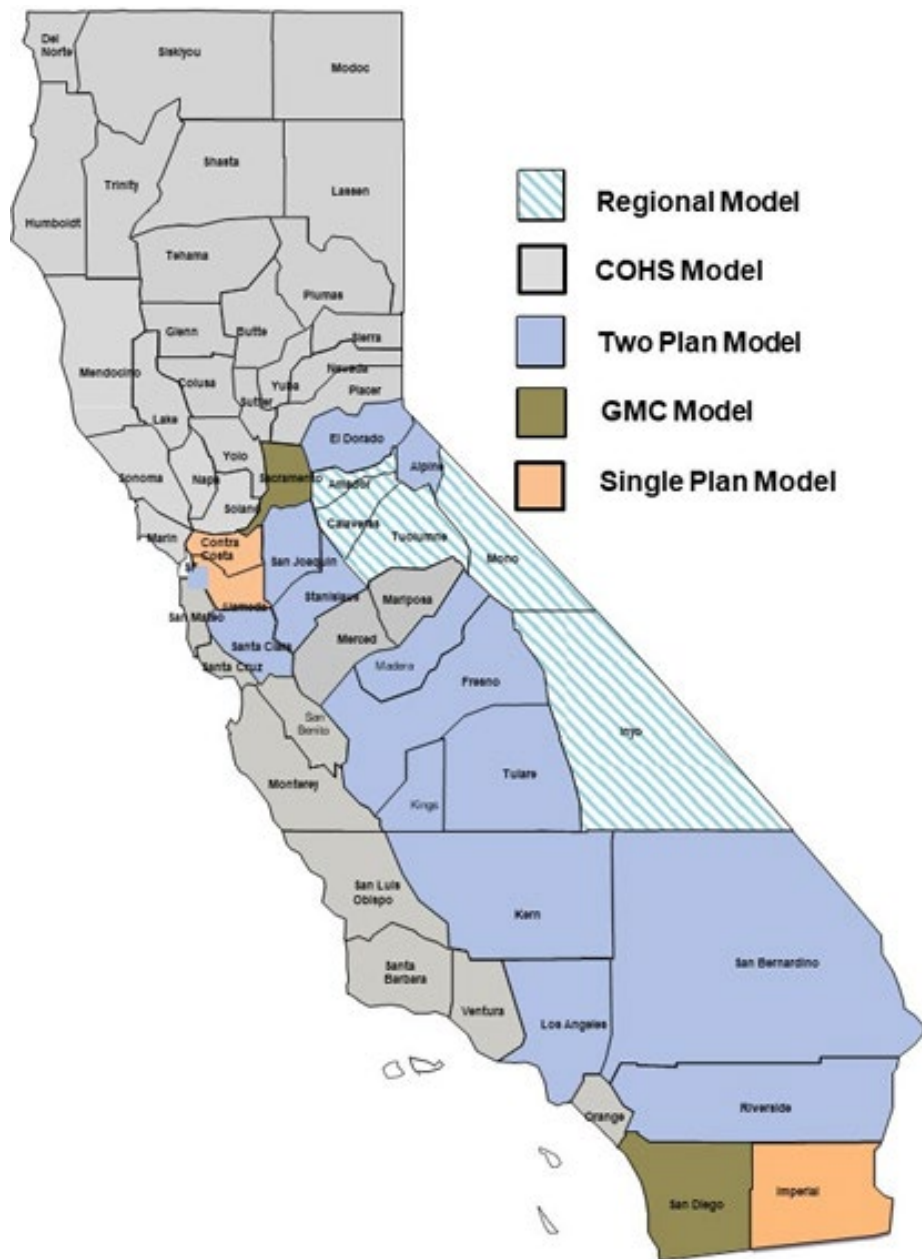 Del
Norte
Siskiyou
Modoc
Shasta
Trinity
Lassen
Humboldt
Tehama
Plumas
Glenn
Butte
Sierra
Mendocino
Colusa
Nevada
Yuba
Placer
Sutter
Lake
El Dorado
Yolo
Sonoma
Napa
Sacramento
Alpine
Amador
Solano
Calaveras
Tuolumne
Marin
Contra
Costa
San Joaquin
Mono
SF
Stanislaus
Alameda
Mariposa
San Mateo
Merced
Santa Clara
Santa Cruz
Madera
Fresno
San
Benito
Inyo
Tulare
Monterey
Kings
San Luis
Obispo
Kern
San Bernardino
Santa
Barbara
Ventura
Los Angeles
Riverside
Orange
Imperial
San Diego
Regional Model
COHS Model
Two Plan Model
GMC Model
Single Plan Model